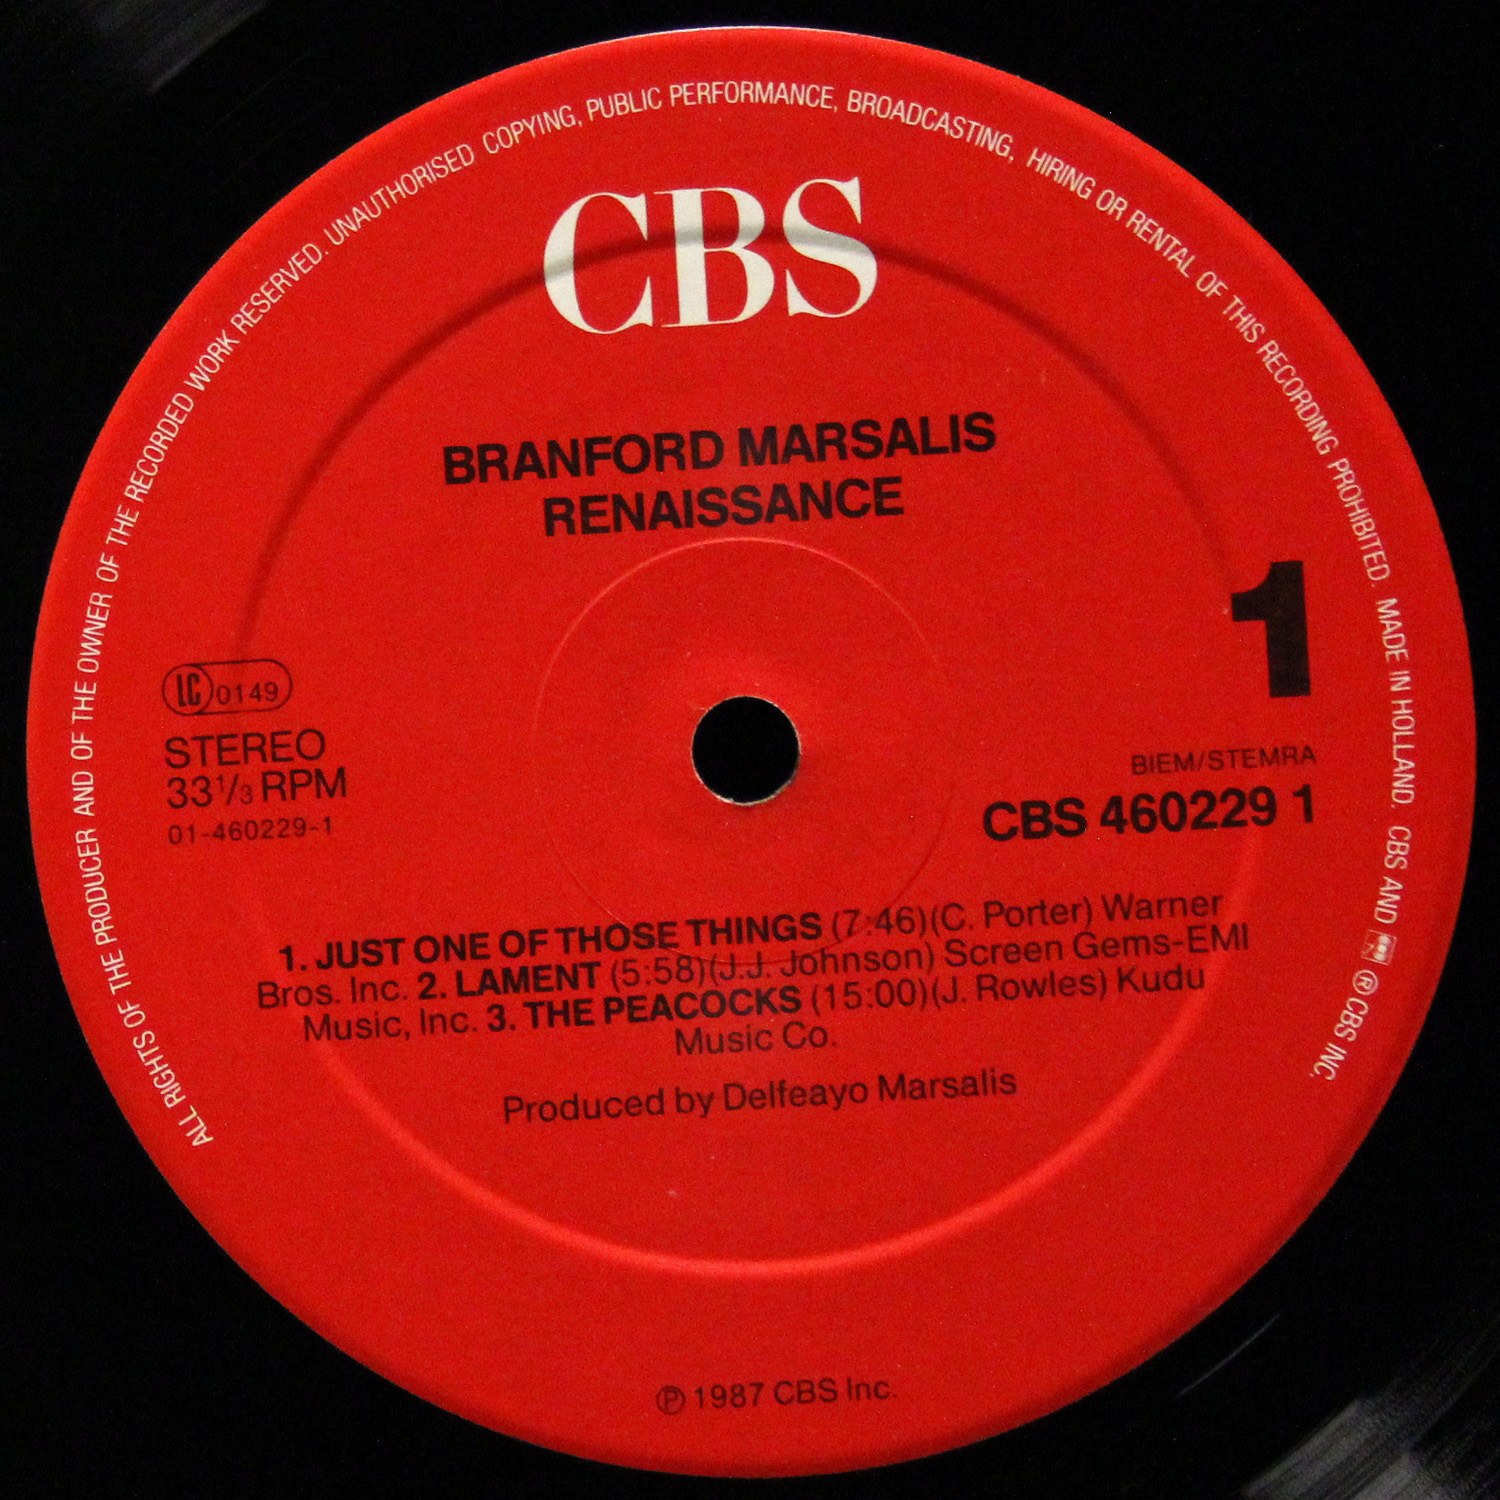 ALL RIGHTS OF THE PRODUCER AND OF THE OWNER OF THE RECORDED WORK RESERVED. UNAUTHORISED COPYING, PUBLIC PERFORMANCE, BROADCASTING, HIRING OR RENTAL OF THIS RECORDING PROHIBITED. MADE IN HOLLAND. CBS AND ® CBS INC.
CBS
BRANFORD MARSALIS
RENAISSANCE
1
LC 0149
STEREO
33 1/3 RPM
01-460229-1
BIEM/STEMRA
CBS 460229 1
1. JUST ONE OF THOSE THINGS (7:46)(C. Porter) Warner
Bros. Inc. 2. LAMENT (5:58)(J.J. Johnson) Screen Gems-EMI
Music, Inc. 3. THE PEACOCKS (15:00)(J. Rowles) Kudu
Music Co.
Produced by Delfeayo Marsalis
℗ 1987 CBS Inc.